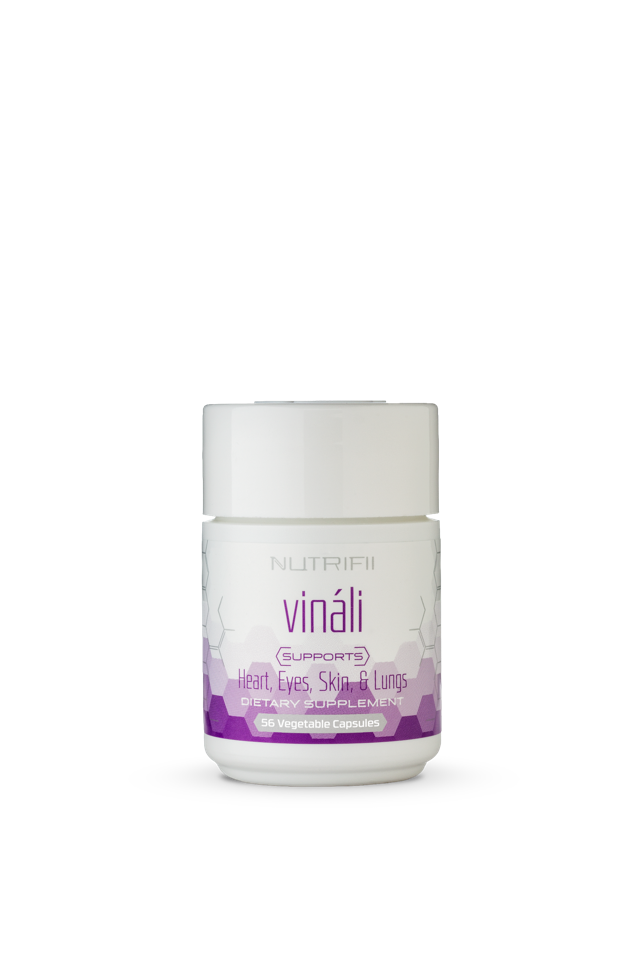 NUTRIFII
vináli
SUPPORTS
Heart, Eyes, Skin, & Lungs
DIETARY SUPPLEMENT
56 Vegetable Capsules